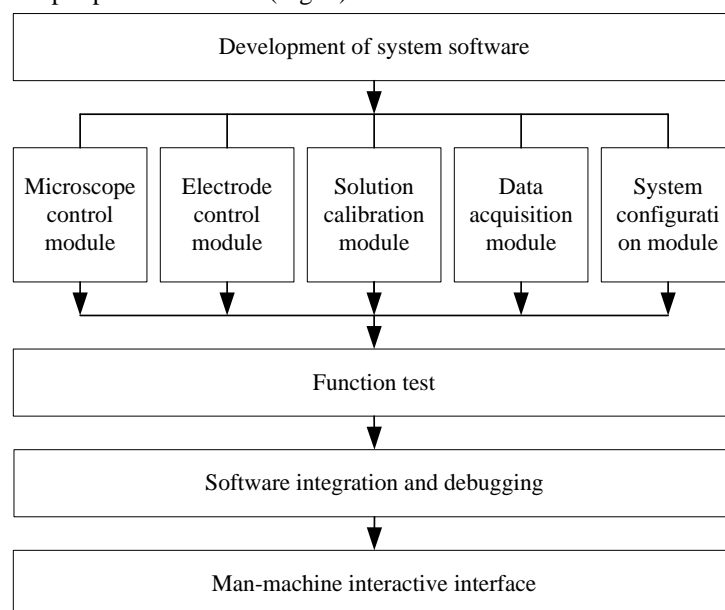 Development of system software
Microscope
control
module
Electrode
control
module
Solution
calibration
module
Data
acquisition
module
System
configurati
on module
Function test
Software integration and debugging
Man-machine interactive interface